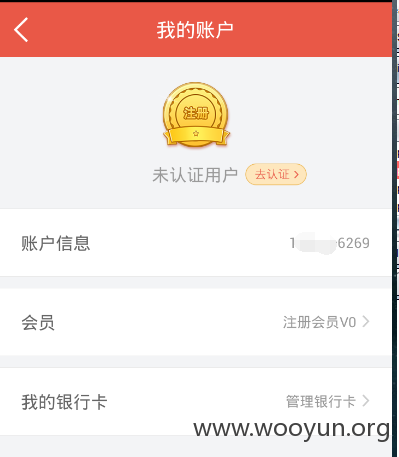 我的账户
注册
未认证用户 去认证 >
账户信息 1 6269
会员 注册会员V0 >
我的银行卡 管理银行卡 >
www.wooyun.org